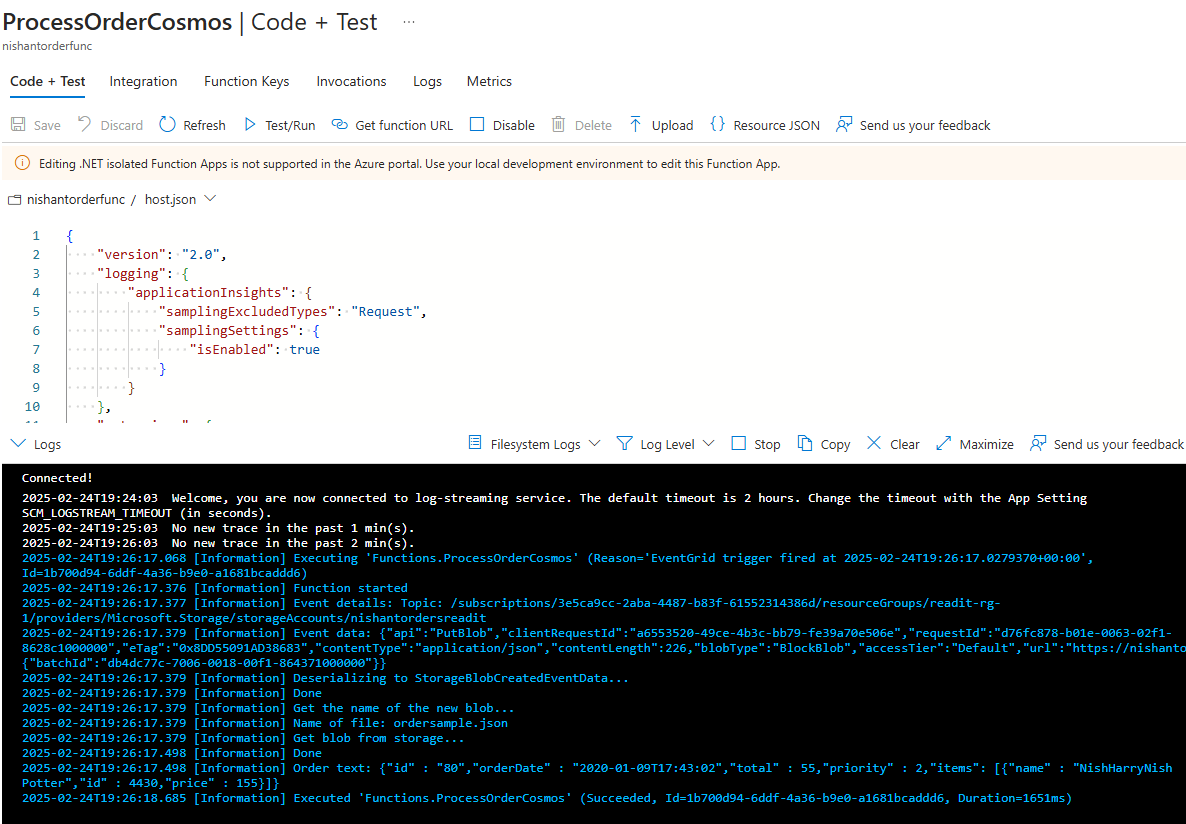 ProcessOrderCosmos | Code + Test ...
nishantorderfunc
Code + Test Integration Function Keys Invocations Logs Metrics
Save Discard Refresh Test/Run Get function URL Disable Delete Upload Resource JSON Send us your feedback
Editing .NET isolated Function Apps is not supported in the Azure portal. Use your local development environment to edit this Function App.
nishantorderfunc / host.json
1 {
2 "version": "2.0",
3 "logging": {
4 "applicationInsights": {
5 "samplingExcludedTypes": "Request",
6 "samplingSettings": {
7 "isEnabled": true
8 }
9 }
10 },
Logs Filesystem Logs Log Level Stop Copy Clear Maximize Send us your feedback
Connected!
2025-02-24T19:24:03 Welcome, you are now connected to log-streaming service. The default timeout is 2 hours. Change the timeout with the App Setting
SCM_LOGSTREAM_TIMEOUT (in seconds).
2025-02-24T19:25:03 No new trace in the past 1 min(s).
2025-02-24T19:26:03 No new trace in the past 2 min(s).
2025-02-24T19:26:17.068 [Information] Executing 'Functions.ProcessOrderCosmos' (Reason='EventGrid trigger fired at 2025-02-24T19:26:17.0279370+00:00',
Id=1b700d94-6ddf-4a36-b9e0-a1681bcaddd6)
2025-02-24T19:26:17.376 [Information] Function started
2025-02-24T19:26:17.377 [Information] Event details: Topic: /subscriptions/3e5ca9cc-2aba-4487-b83f-61552314386d/resourceGroups/readit-rg-
1/providers/Microsoft.Storage/storageAccounts/nishantordersreadit
2025-02-24T19:26:17.379 [Information] Event data: {"api":"PutBlob","clientRequestId":"a6553520-49ce-4b3c-bb79-fe39a70e506e","requestId":"d76fc878-b01e-0063-02f1-
8628c1000000","eTag":"0x8DD55091AD38683","contentType":"application/json","contentLength":226,"blobType":"BlockBlob","accessTier":"Default","url":"https://nishanto
{"batchId":"db4dc77c-7006-0018-00f1-864371000000"}}
2025-02-24T19:26:17.379 [Information] Deserializing to StorageBlobCreatedEventData...
2025-02-24T19:26:17.379 [Information] Done
2025-02-24T19:26:17.379 [Information] Get the name of the new blob...
2025-02-24T19:26:17.379 [Information] Name of file: ordersample.json
2025-02-24T19:26:17.379 [Information] Get blob from storage...
2025-02-24T19:26:17.498 [Information] Done
2025-02-24T19:26:17.498 [Information] Order text: {"id" : "80","orderDate" : "2020-01-09T17:43:02","total" : 55,"priority" : 2,"items": [{"name" : "NishHarryNish
Potter","id" : 4430,"price" : 155}]}
2025-02-24T19:26:18.685 [Information] Executed 'Functions.ProcessOrderCosmos' (Succeeded, Id=1b700d94-6ddf-4a36-b9e0-a1681bcaddd6, Duration=1651ms)